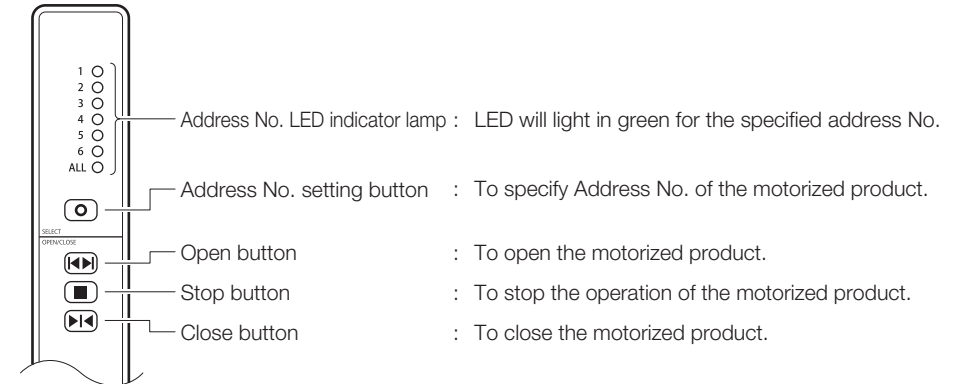 1
2
3
4
5
6
ALL
Address No. LED indicator lamp : LED will light in green for the specified address No.
Address No. setting button : To specify Address No. of the motorized product.
SELECT
OPEN/CLOSE
Open button : To open the motorized product.
Stop button : To stop the operation of the motorized product.
Close button : To close the motorized product.